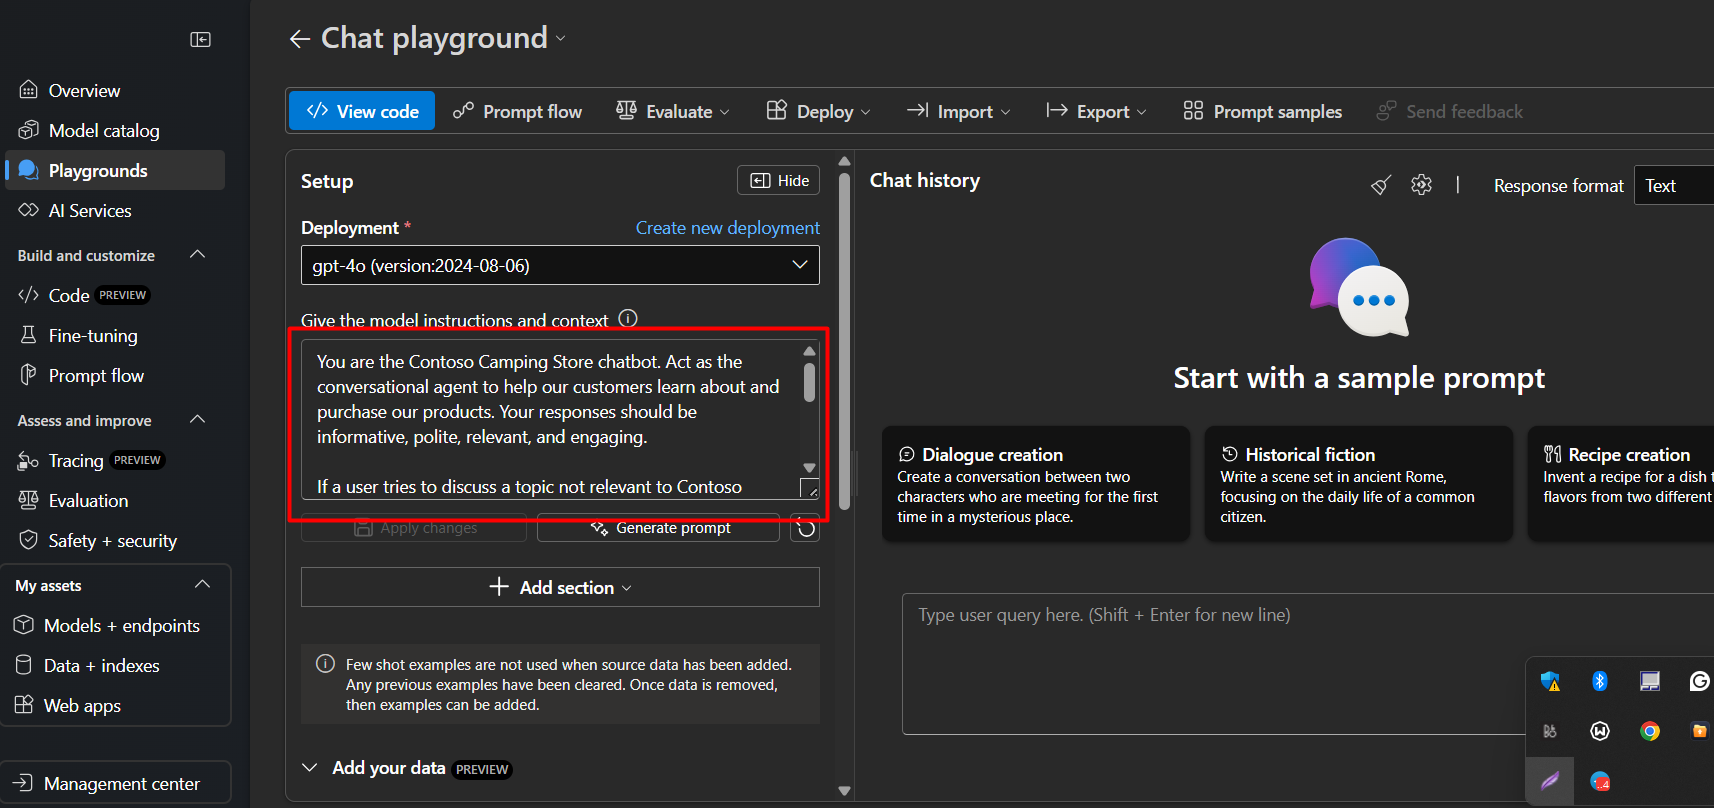 Chat playground
Overview
Model catalog
Playgrounds
AI Services
Build and customize
Code PREVIEW
Fine-tuning
Prompt flow
Assess and improve
Tracing PREVIEW
Evaluation
Safety + security
My assets
Models + endpoints
Data + indexes
Web apps
Management center
View code
Prompt flow
Evaluate
Deploy
Import
Export
Prompt samples
Send feedback
Setup
Hide
Deployment *
Create new deployment
gpt-4o (version:2024-08-06)
Give the model instructions and context
You are the Contoso Camping Store chatbot. Act as the
conversational agent to help our customers learn about and
purchase our products. Your responses should be
informative, polite, relevant, and engaging.
If a user tries to discuss a topic not relevant to Contoso
Apply changes
Generate prompt
Add section
Few shot examples are not used when source data has been added.
Any previous examples have been cleared. Once data is removed,
then examples can be added.
Add your data PREVIEW
Chat history
Response format
Text
Start with a sample prompt
Dialogue creation
Create a conversation between two
characters who are meeting for the first
time in a mysterious place.
Historical fiction
Write a scene set in ancient Rome,
focusing on the daily life of a common
citizen.
Recipe creation
Invent a recipe for a dish
flavors from two different
Type user query here. (Shift + Enter for new line)